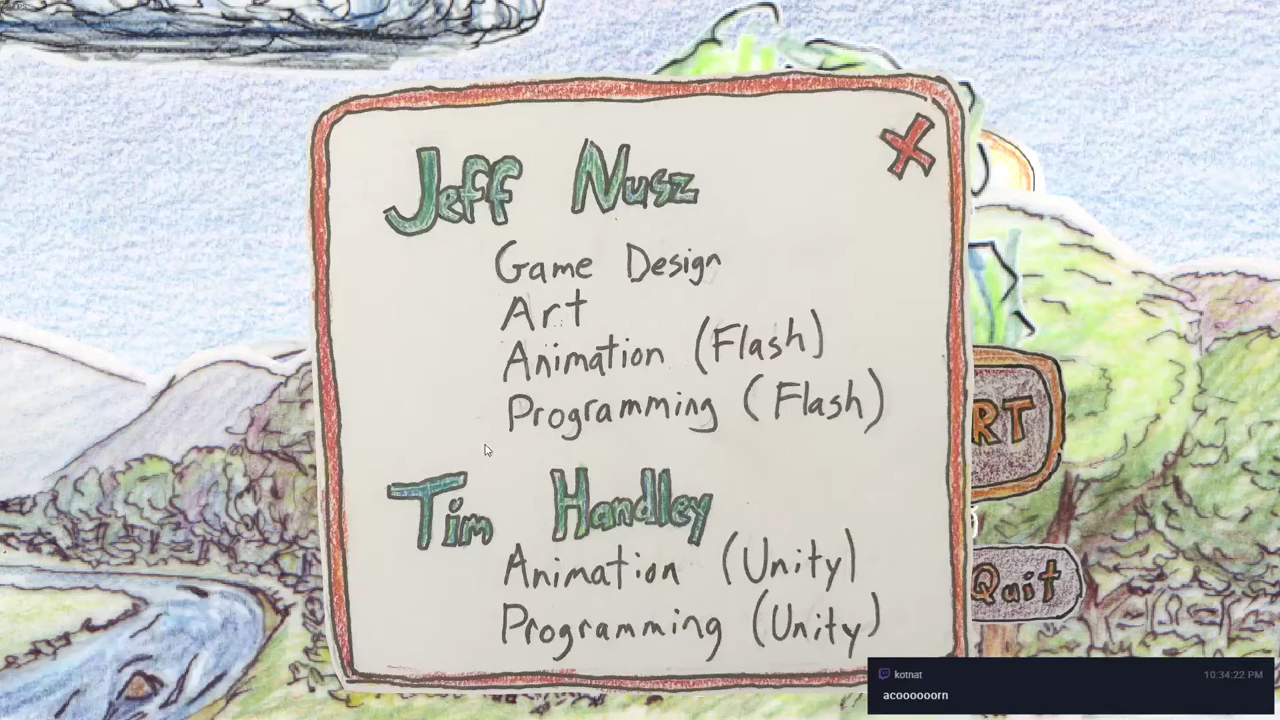 Jeff Nusz
Game Design
Art
Animation (Flash)
Programming (Flash)
Tim Handley
Animation (Unity)
Programming (Unity)
RT
Quit
kotnat
10:34:22 PM
acoooooorn